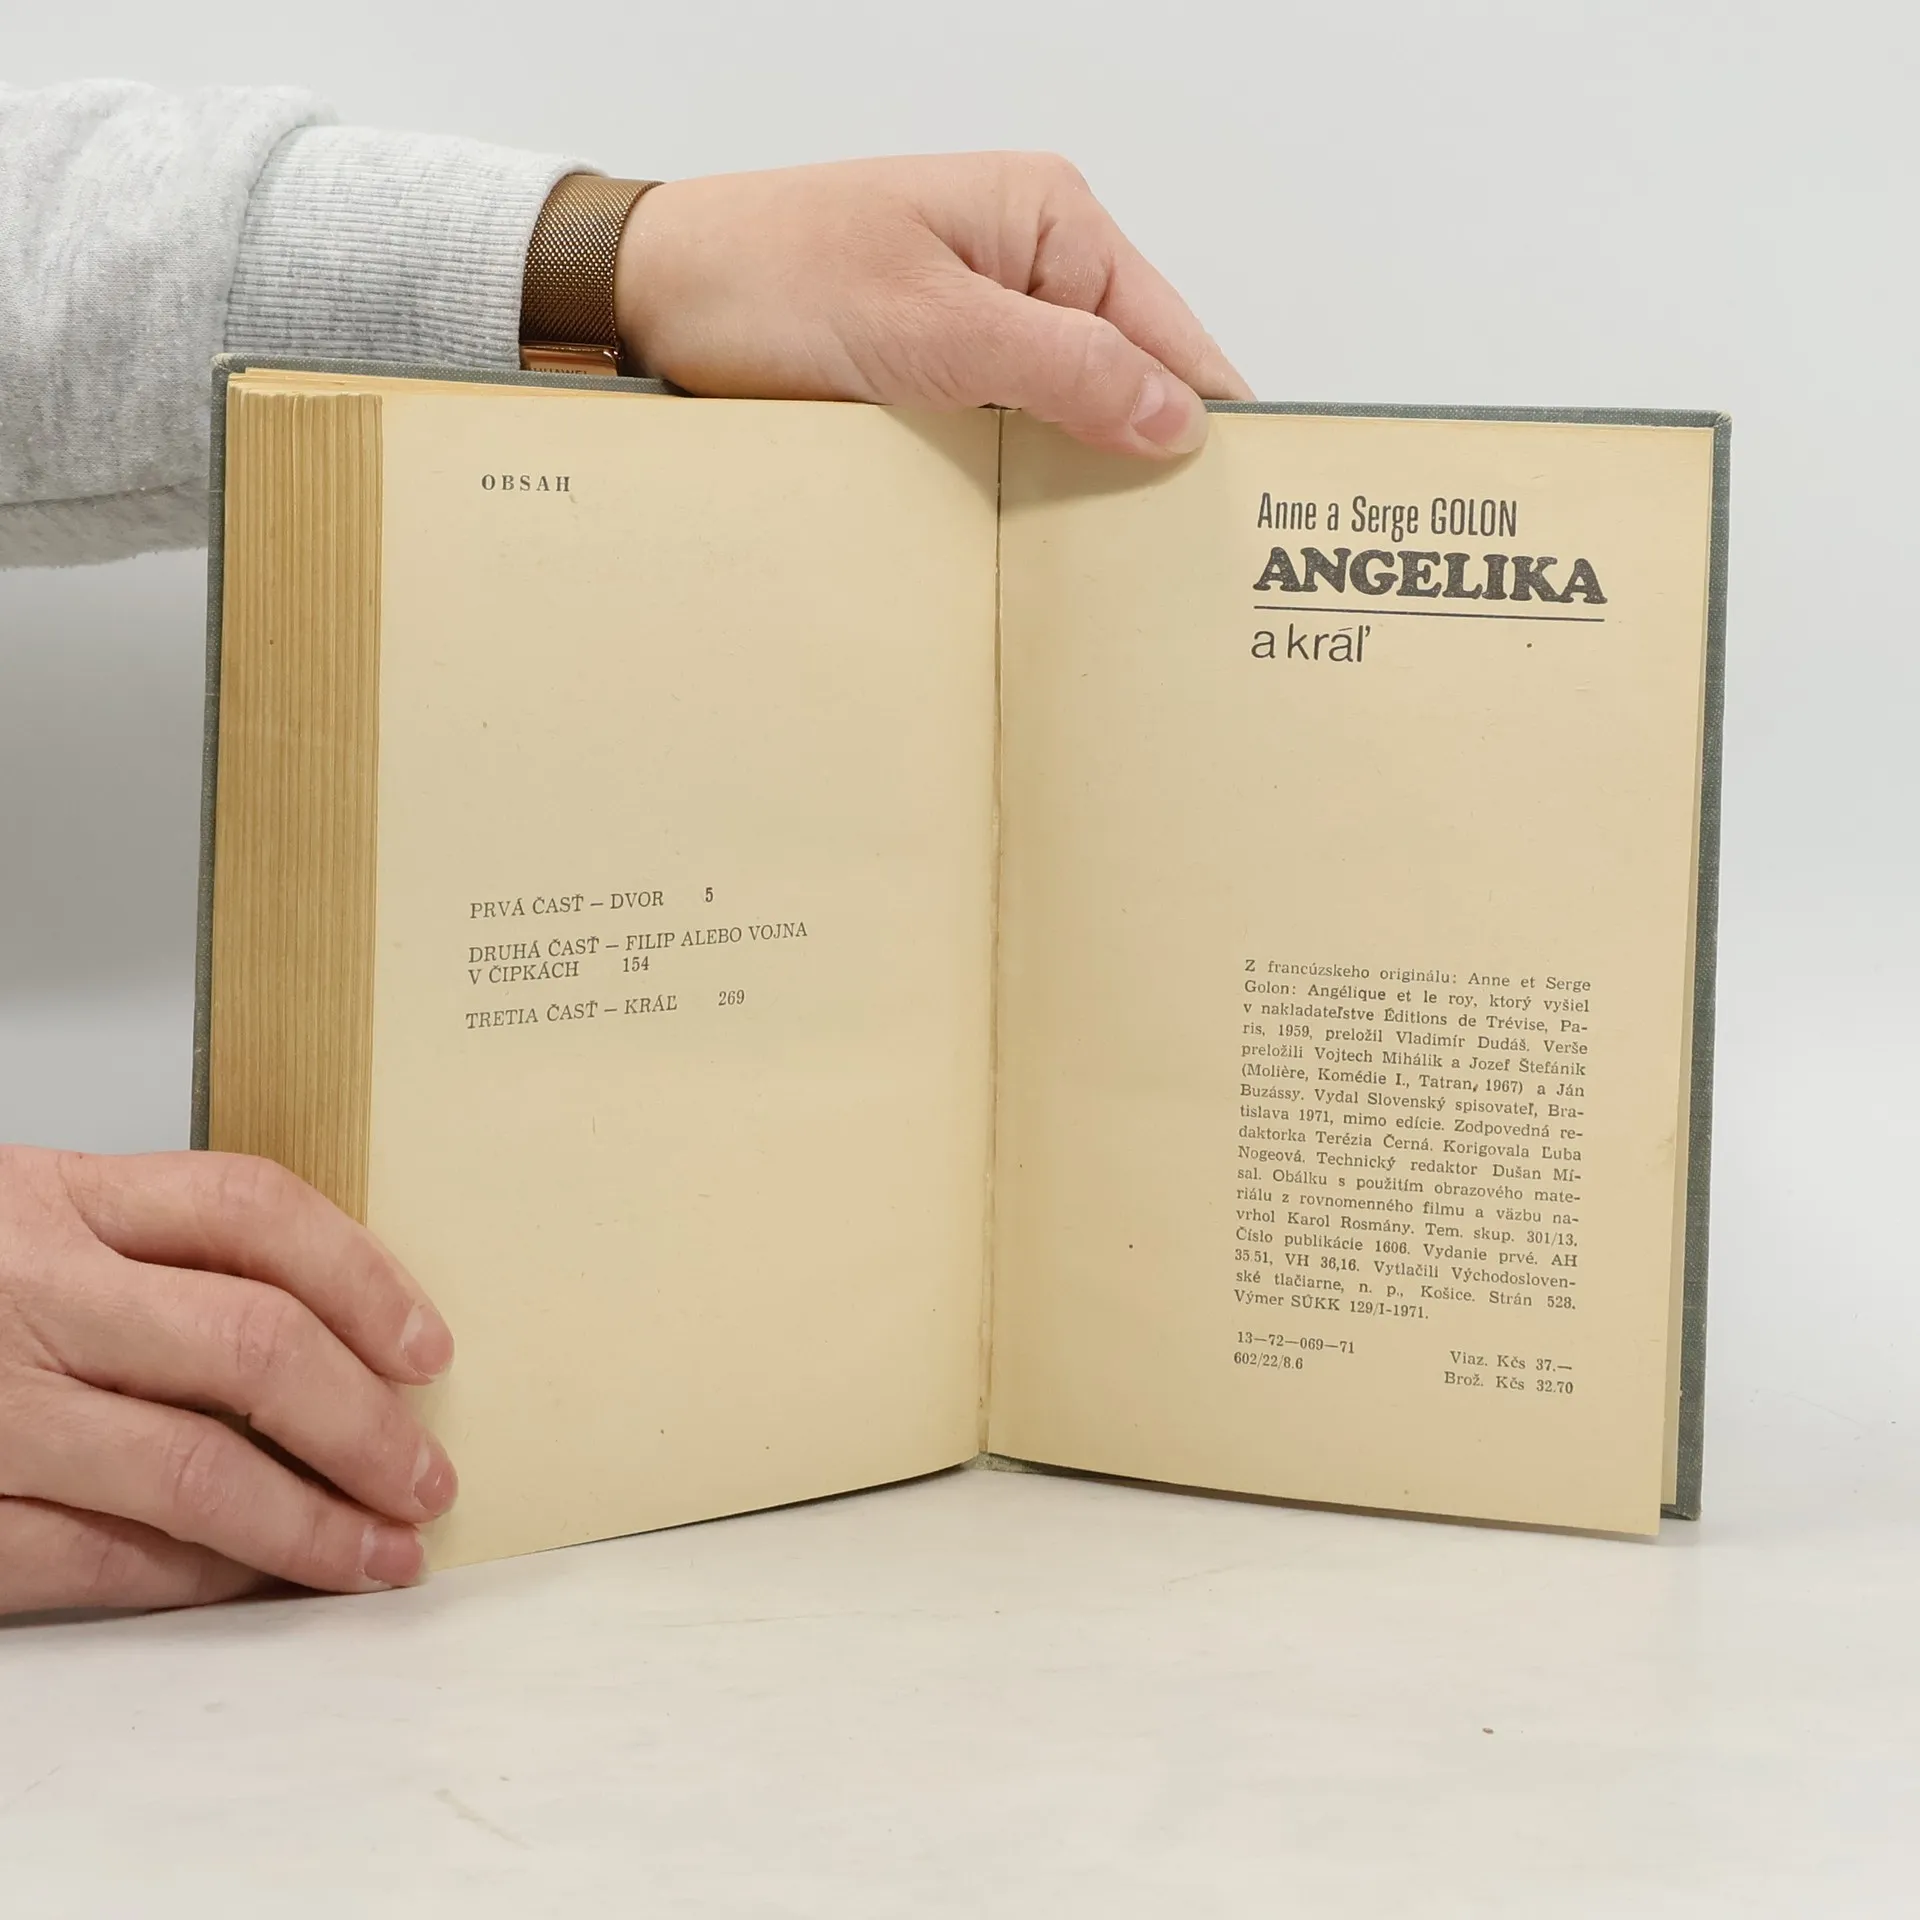 OBSAH
PRVÁ ČASŤ — DVOR 5
DRUHÁ ČASŤ — FILIP ALEBO VOJNA
V ČIPKÁCH 154
TRETIA ČASŤ — KRÁĽ 269
Anne a Serge GOLON
ANGELIKA
a kráľ
Z francúzskeho originálu: Anne et Serge
Golon: Angélique et le roy, ktorý vyšiel
v nakladateľstve Éditions de Trévise, Pa-
ris, 1959, preložil Vladimír Dudáš. Verše
preložili Vojtech Mihálik a Jozef Štefánik
(Molière, Komédie I., Tatran, 1967) a Ján
Buzássy. Vydal Slovenský spisovateľ, Bra-
tislava 1971, mimo edície. Zodpovedná re-
daktorka Terézia Černá. Korigovala Ľuba
Nogeová. Technický redaktor Dušan Mí-
sal. Obálku s použitím obrazového mate-
riálu z rovnomenného filmu a väzbu na-
vrhol Karol Rosmány. Tem. skup. 301/13.
Číslo publikácie 1606. Vydanie prvé. AH
35.51, VH 36,16. Vytlačili Východosloven-
ské tlačiarne, n. p., Košice. Strán 528.
Výmer SÚKK 129/I-1971.
13—72—069—71
602/22/8.6
Viaz. Kčs 37.—
Brož. Kčs 32.70